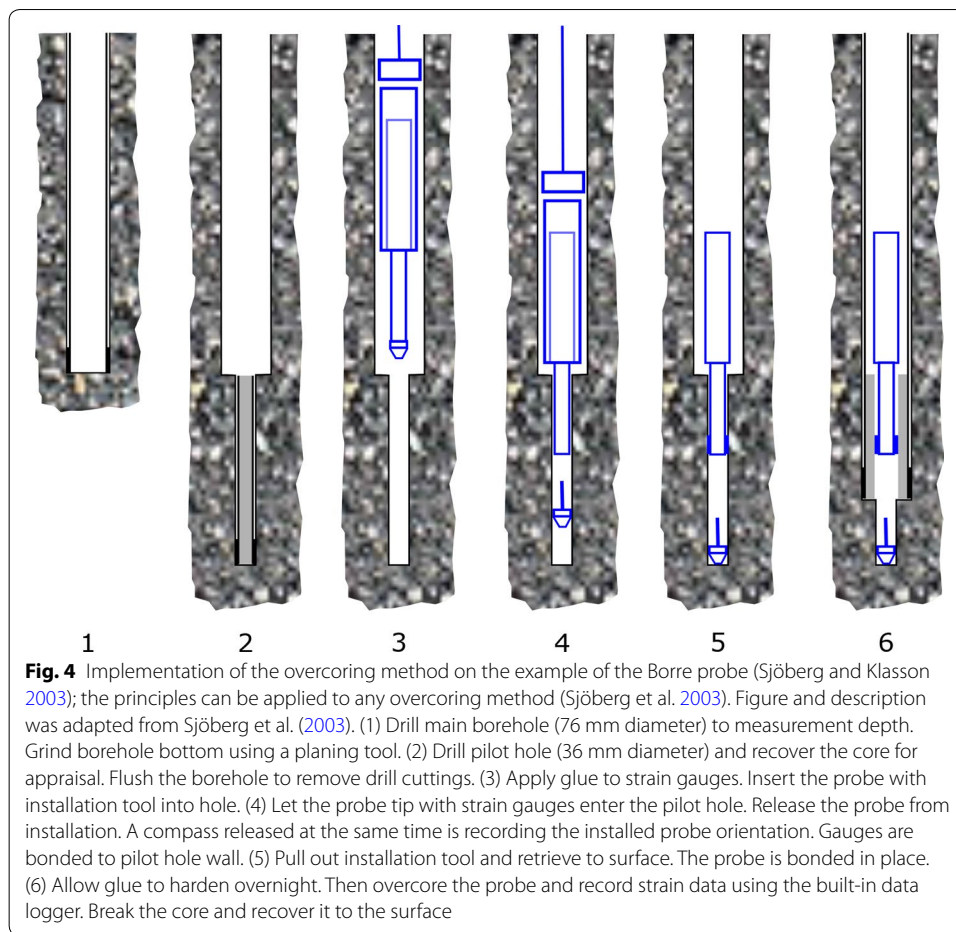 1 2 3 4 5 6
Fig. 4 Implementation of the overcoring method on the example of the Borre probe (Sjöberg and Klasson
2003); the principles can be applied to any overcoring method (Sjöberg et al. 2003). Figure and description
was adapted from Sjöberg et al. (2003). (1) Drill main borehole (76 mm diameter) to measurement depth.
Grind borehole bottom using a planing tool. (2) Drill pilot hole (36 mm diameter) and recover the core for
appraisal. Flush the borehole to remove drill cuttings. (3) Apply glue to strain gauges. Insert the probe with
installation tool into hole. (4) Let the probe tip with strain gauges enter the pilot hole. Release the probe from
installation. A compass released at the same time is recording the installed probe orientation. Gauges are
bonded to pilot hole wall. (5) Pull out installation tool and retrieve to surface. The probe is bonded in place.
(6) Allow glue to harden overnight. Then overcore the probe and record strain data using the built-in data
logger. Break the core and recover it to the surface